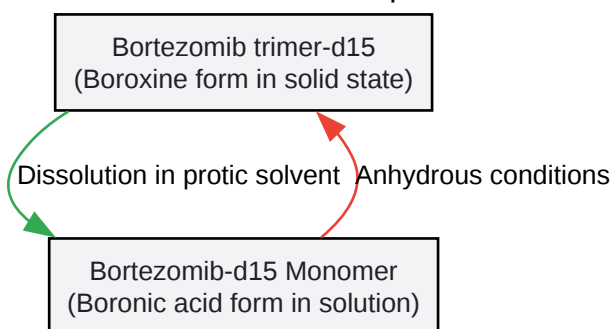 Bortezomib trimer-d15
(Boroxine form in solid state)
Dissolution in protic solvent
Anhydrous conditions
Bortezomib-d15 Monomer
(Boronic acid form in solution)